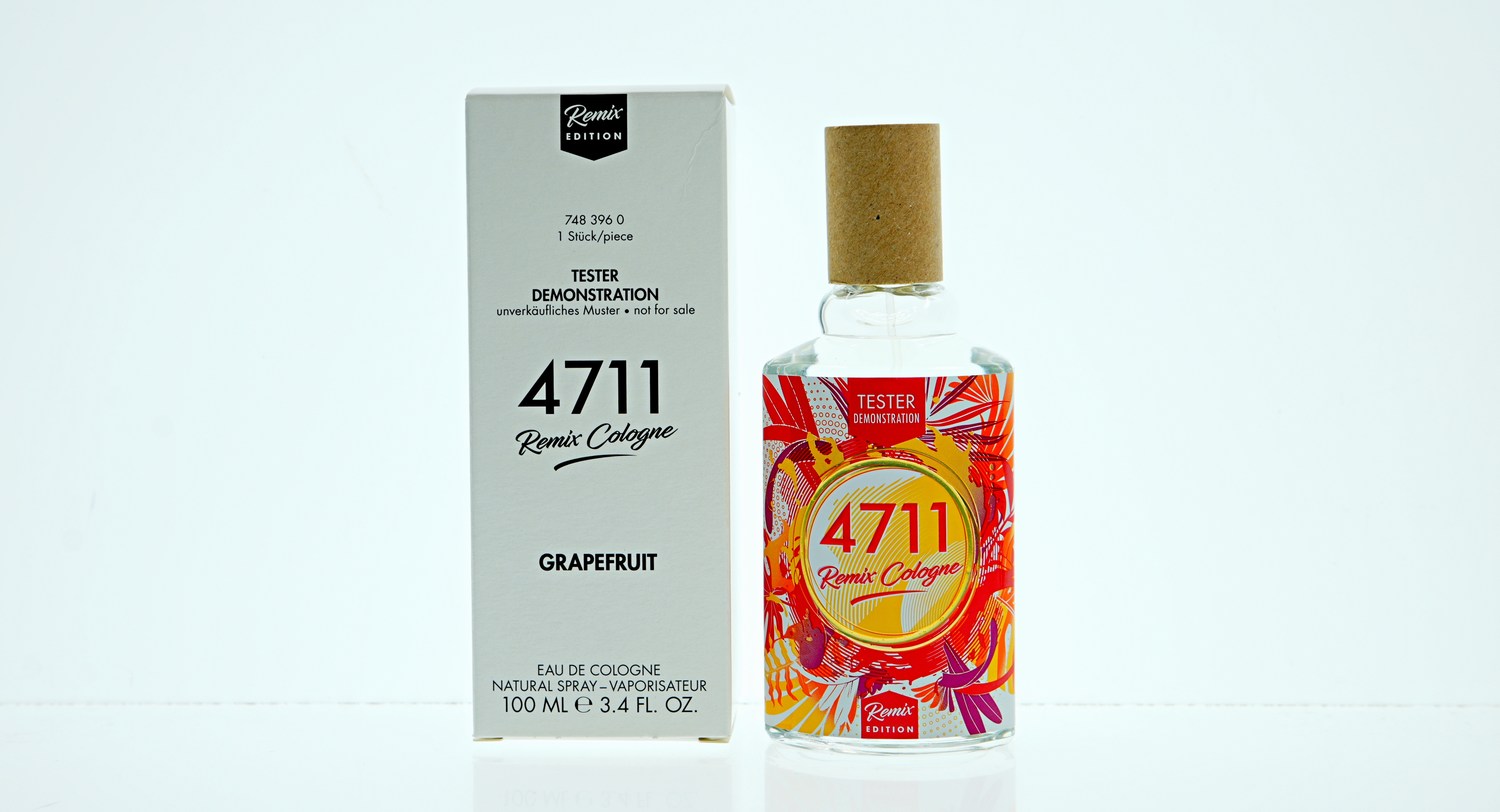 Remix
EDITION
748 396 0
1 Stück/piece
TESTER
DEMONSTRATION
unverkäufliches Muster • not for sale
4711
Remix Cologne
GRAPEFRUIT
EAU DE COLOGNE
NATURAL SPRAY – VAPORISATEUR
100 ML ℮ 3.4 FL. OZ.
TESTER
DEMONSTRATION
4711
Remix Cologne
Remix
EDITION